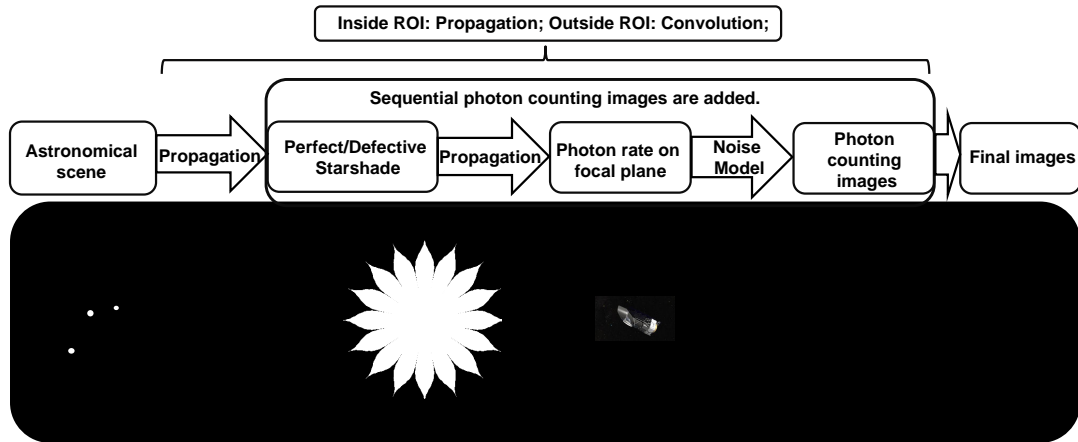 Inside ROI: Propagation; Outside ROI: Convolution;
Sequential photon counting images are added.
Astronomical
scene
Propagation
Perfect/Defective
Starshade
Propagation
Photon rate on
focal plane
Noise
Model
Photon
counting
images
Final images